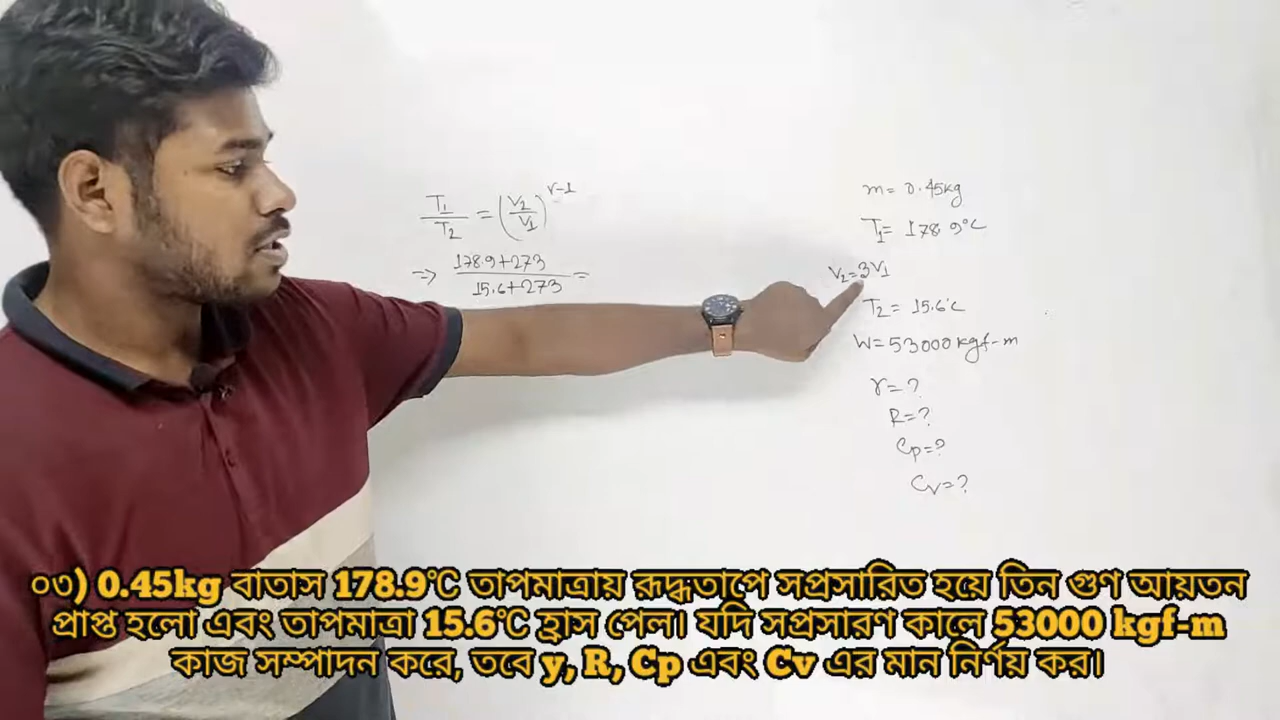 T₁/T₂ = (V₂/V₁)^γ-1
⇒ 178.9+273/15.6+273 =
m = 0.45kg
T₁= 178.9°C
V₂=3V₁
T₂ = 15.6°C
W=53000 kgf-m
γ=?
R=?
Cp=?
Cv=?
০৩) 0.45kg বাতাস 178.9℃ তাপমাত্রায় রূদ্ধতাপে সপ্রসারিত হয়ে তিন গুণ আয়তন
প্রাপ্ত হলো এবং তাপমাত্রা 15.6℃ হ্রাস পেল। যদি সপ্রসারণ কালে 53000 kgf-m
কাজ সম্পাদন করে, তবে y, R, Cp এবং Cv এর মান নির্ণয় কর।